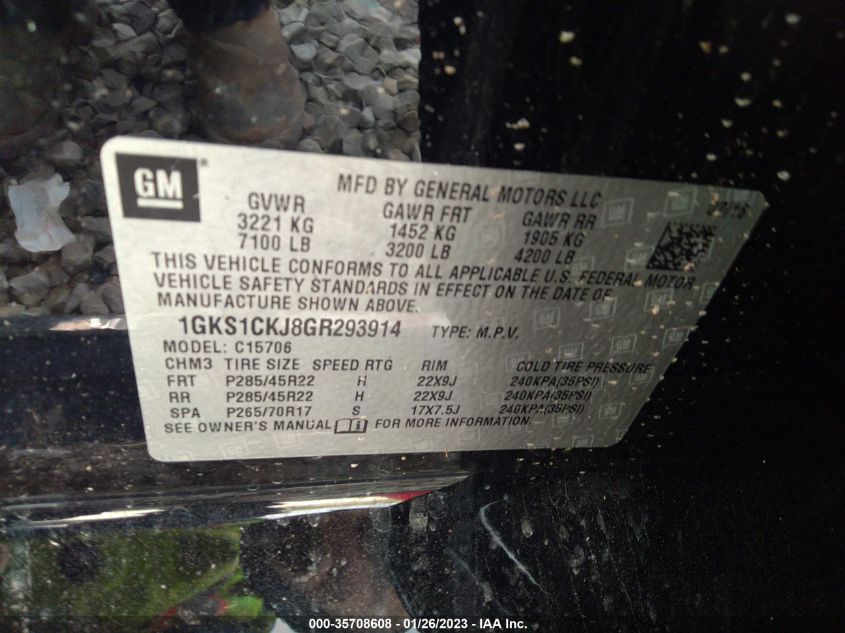 GM
MFD BY GENERAL MOTORS LLC
GVWR GAWR FRT GAWR RR
3221 KG 1452 KG 1905 KG
7100 LB 3200 LB 4200 LB
THIS VEHICLE CONFORMS TO ALL APPLICABLE U.S. FEDERAL MOTOR
VEHICLE SAFETY STANDARDS IN EFFECT ON THE DATE OF
MANUFACTURE SHOWN ABOVE.
1GKS1CKJ8GR293914 TYPE: M.P.V.
MODEL: C15706
CHM3 TIRE SIZE SPEED RTG RIM COLD TIRE PRESSURE
FRT P285/45R22 H 22X9J 240KPA(35PSI)
RR P285/45R22 H 22X9J 240KPA(35PSI)
SPA P265/70R17 S 17X7.5J 240KPA(35PSI)
SEE OWNER'S MANUAL FOR MORE INFORMATION.
000-35708608 - 01/26/2023 - IAA Inc.